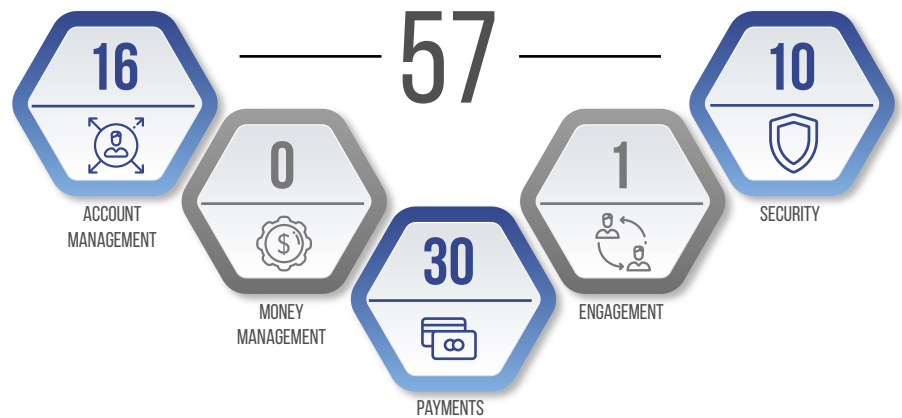 57
16
ACCOUNT
MANAGEMENT
0
$
MONEY
MANAGEMENT
30
PAYMENTS
1
ENGAGEMENT
10
SECURITY